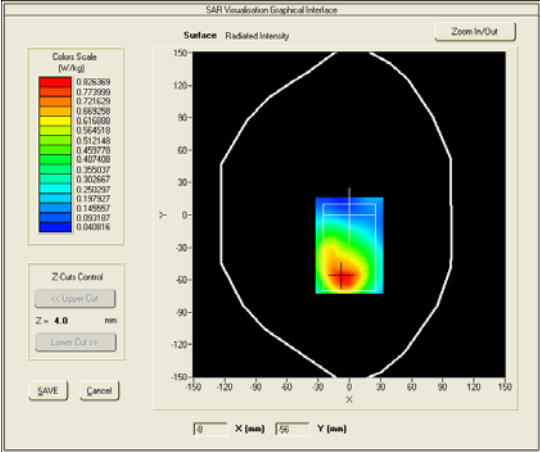 SAR Visualisation Graphical Interface
Surface Radiated Intensity
Zoom In/Out
Colors Scale
(W/kg)
0.826369
0.773999
0.721629
0.669258
0.616888
0.564518
0.512148
0.459778
0.407408
0.355037
0.302667
0.250297
0.197927
0.145557
0.093187
0.040816
Z-Cuts Control
<< Upper Cut
Z = 4.0 mm
Lower Cut >>
SAVE Cancel
150
120
90
60
30
0
-30
-60
-90
-120
-150
Y
-150 -120 -90 -60 -30 0 30 60 90 120 150
X
-8 X (mm) -56 Y (mm)